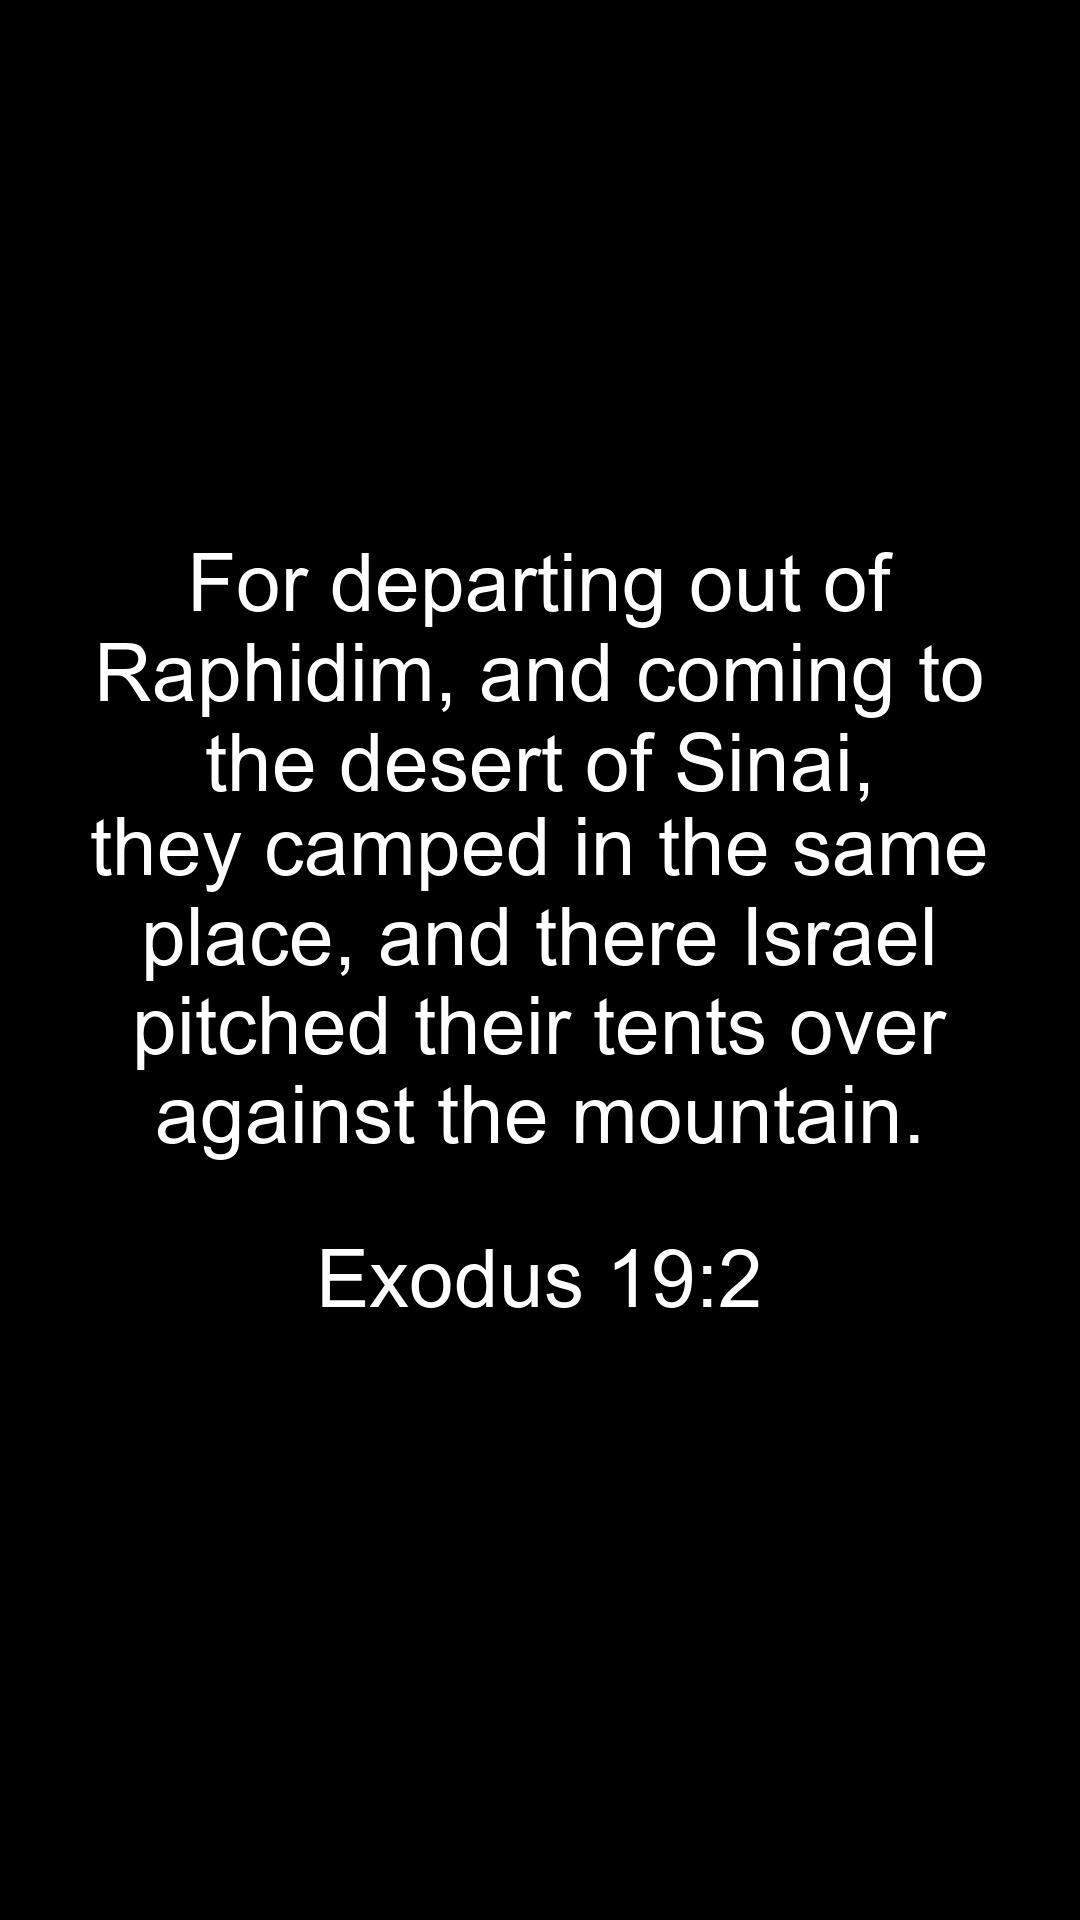 For departing out of
Raphidim, and coming to
the desert of Sinai,
they camped in the same
place, and there Israel
pitched their tents over
against the mountain.
Exodus 19:2